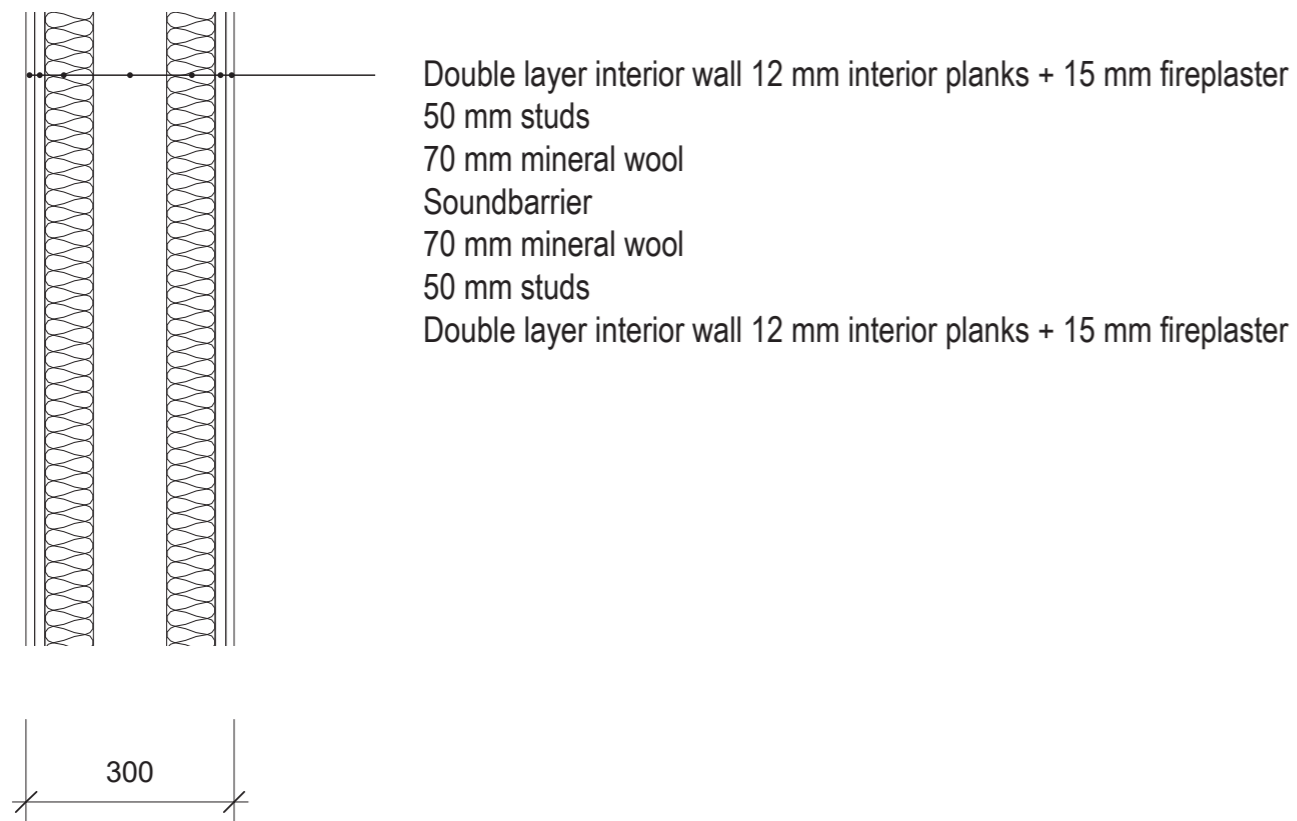 Double layer interior wall 12 mm interior planks + 15 mm fireplaster
50 mm studs
70 mm mineral wool
Soundbarrier
70 mm mineral wool
50 mm studs
Double layer interior wall 12 mm interior planks + 15 mm fireplaster
300